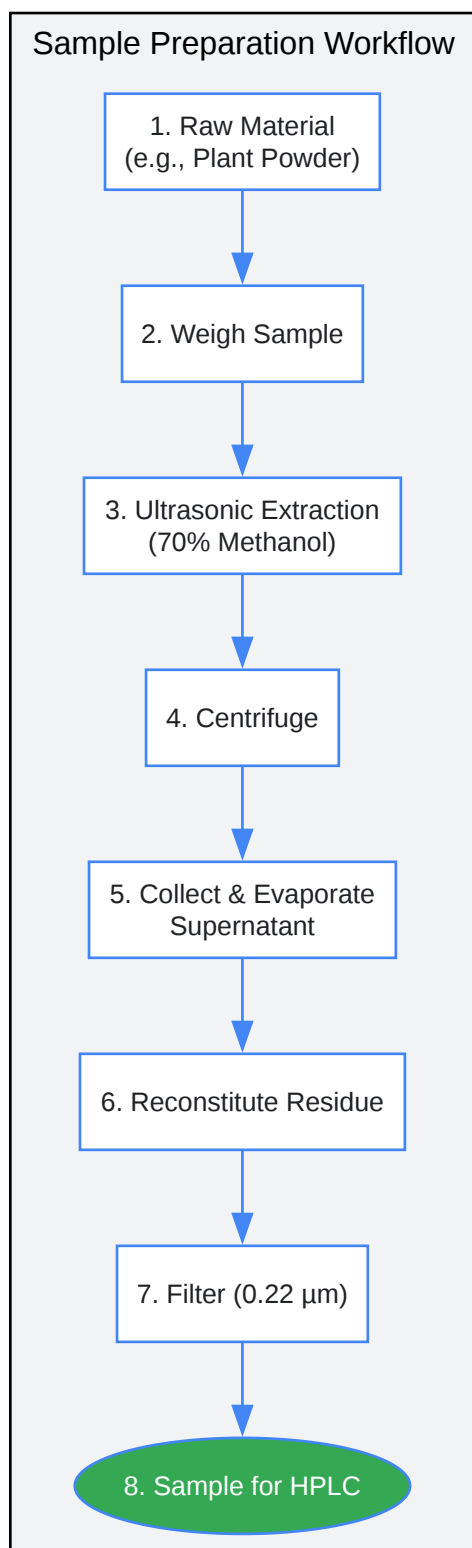 Sample Preparation Workflow
1. Raw Material
(e.g., Plant Powder)
2. Weigh Sample
3. Ultrasonic Extraction
(70% Methanol)
4. Centrifuge
5. Collect & Evaporate
Supernatant
6. Reconstitute Residue
7. Filter (0.22 µm)
8. Sample for HPLC